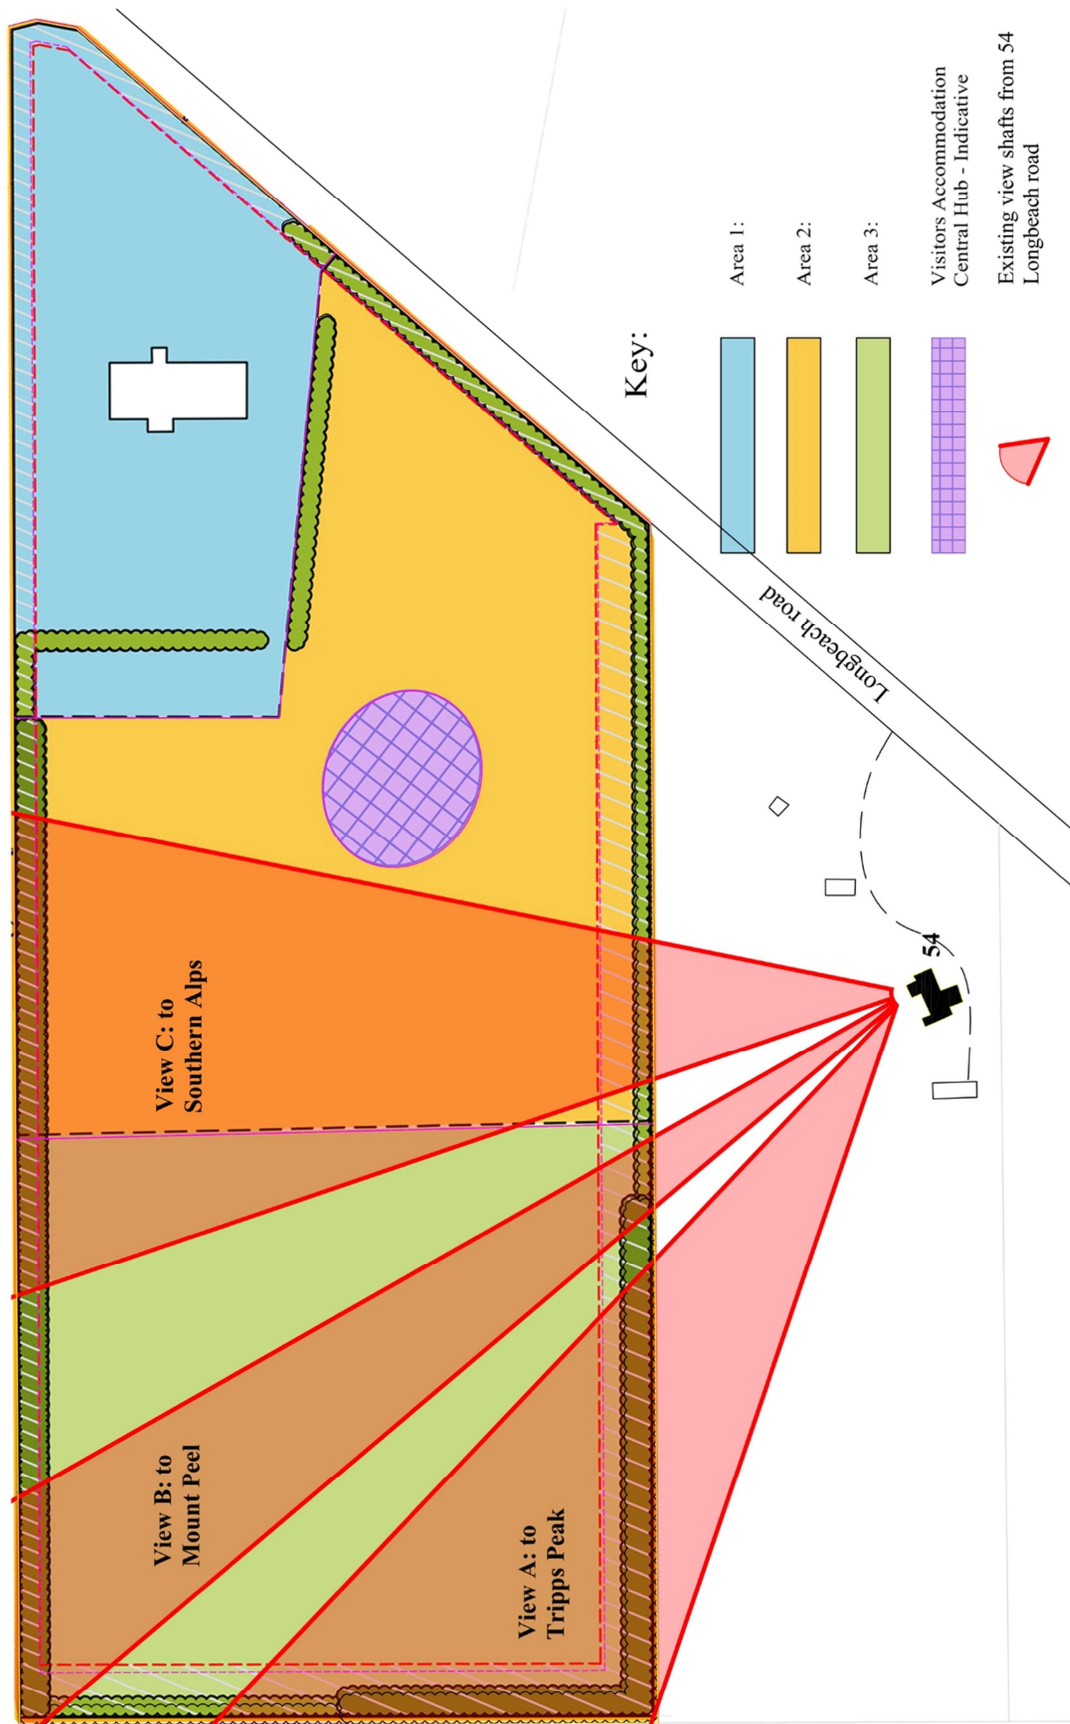 View C: to
Southern Alps
View B: to
Mount Peel
View A: to
Tripps Peak
54
Longbeach road
Key:
Area 1:
Area 2:
Area 3:
Visitors Accommodation
Central Hub - Indicative
Existing view shafts from 54
Longbeach road